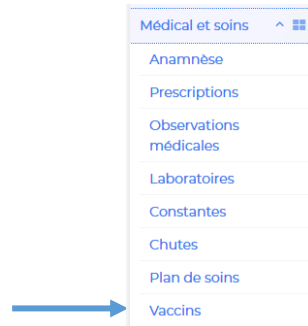 Médical et soins
Anamnèse
Prescriptions
Observations
médicales
Laboratoires
Constantes
Chutes
Plan de soins
Vaccins